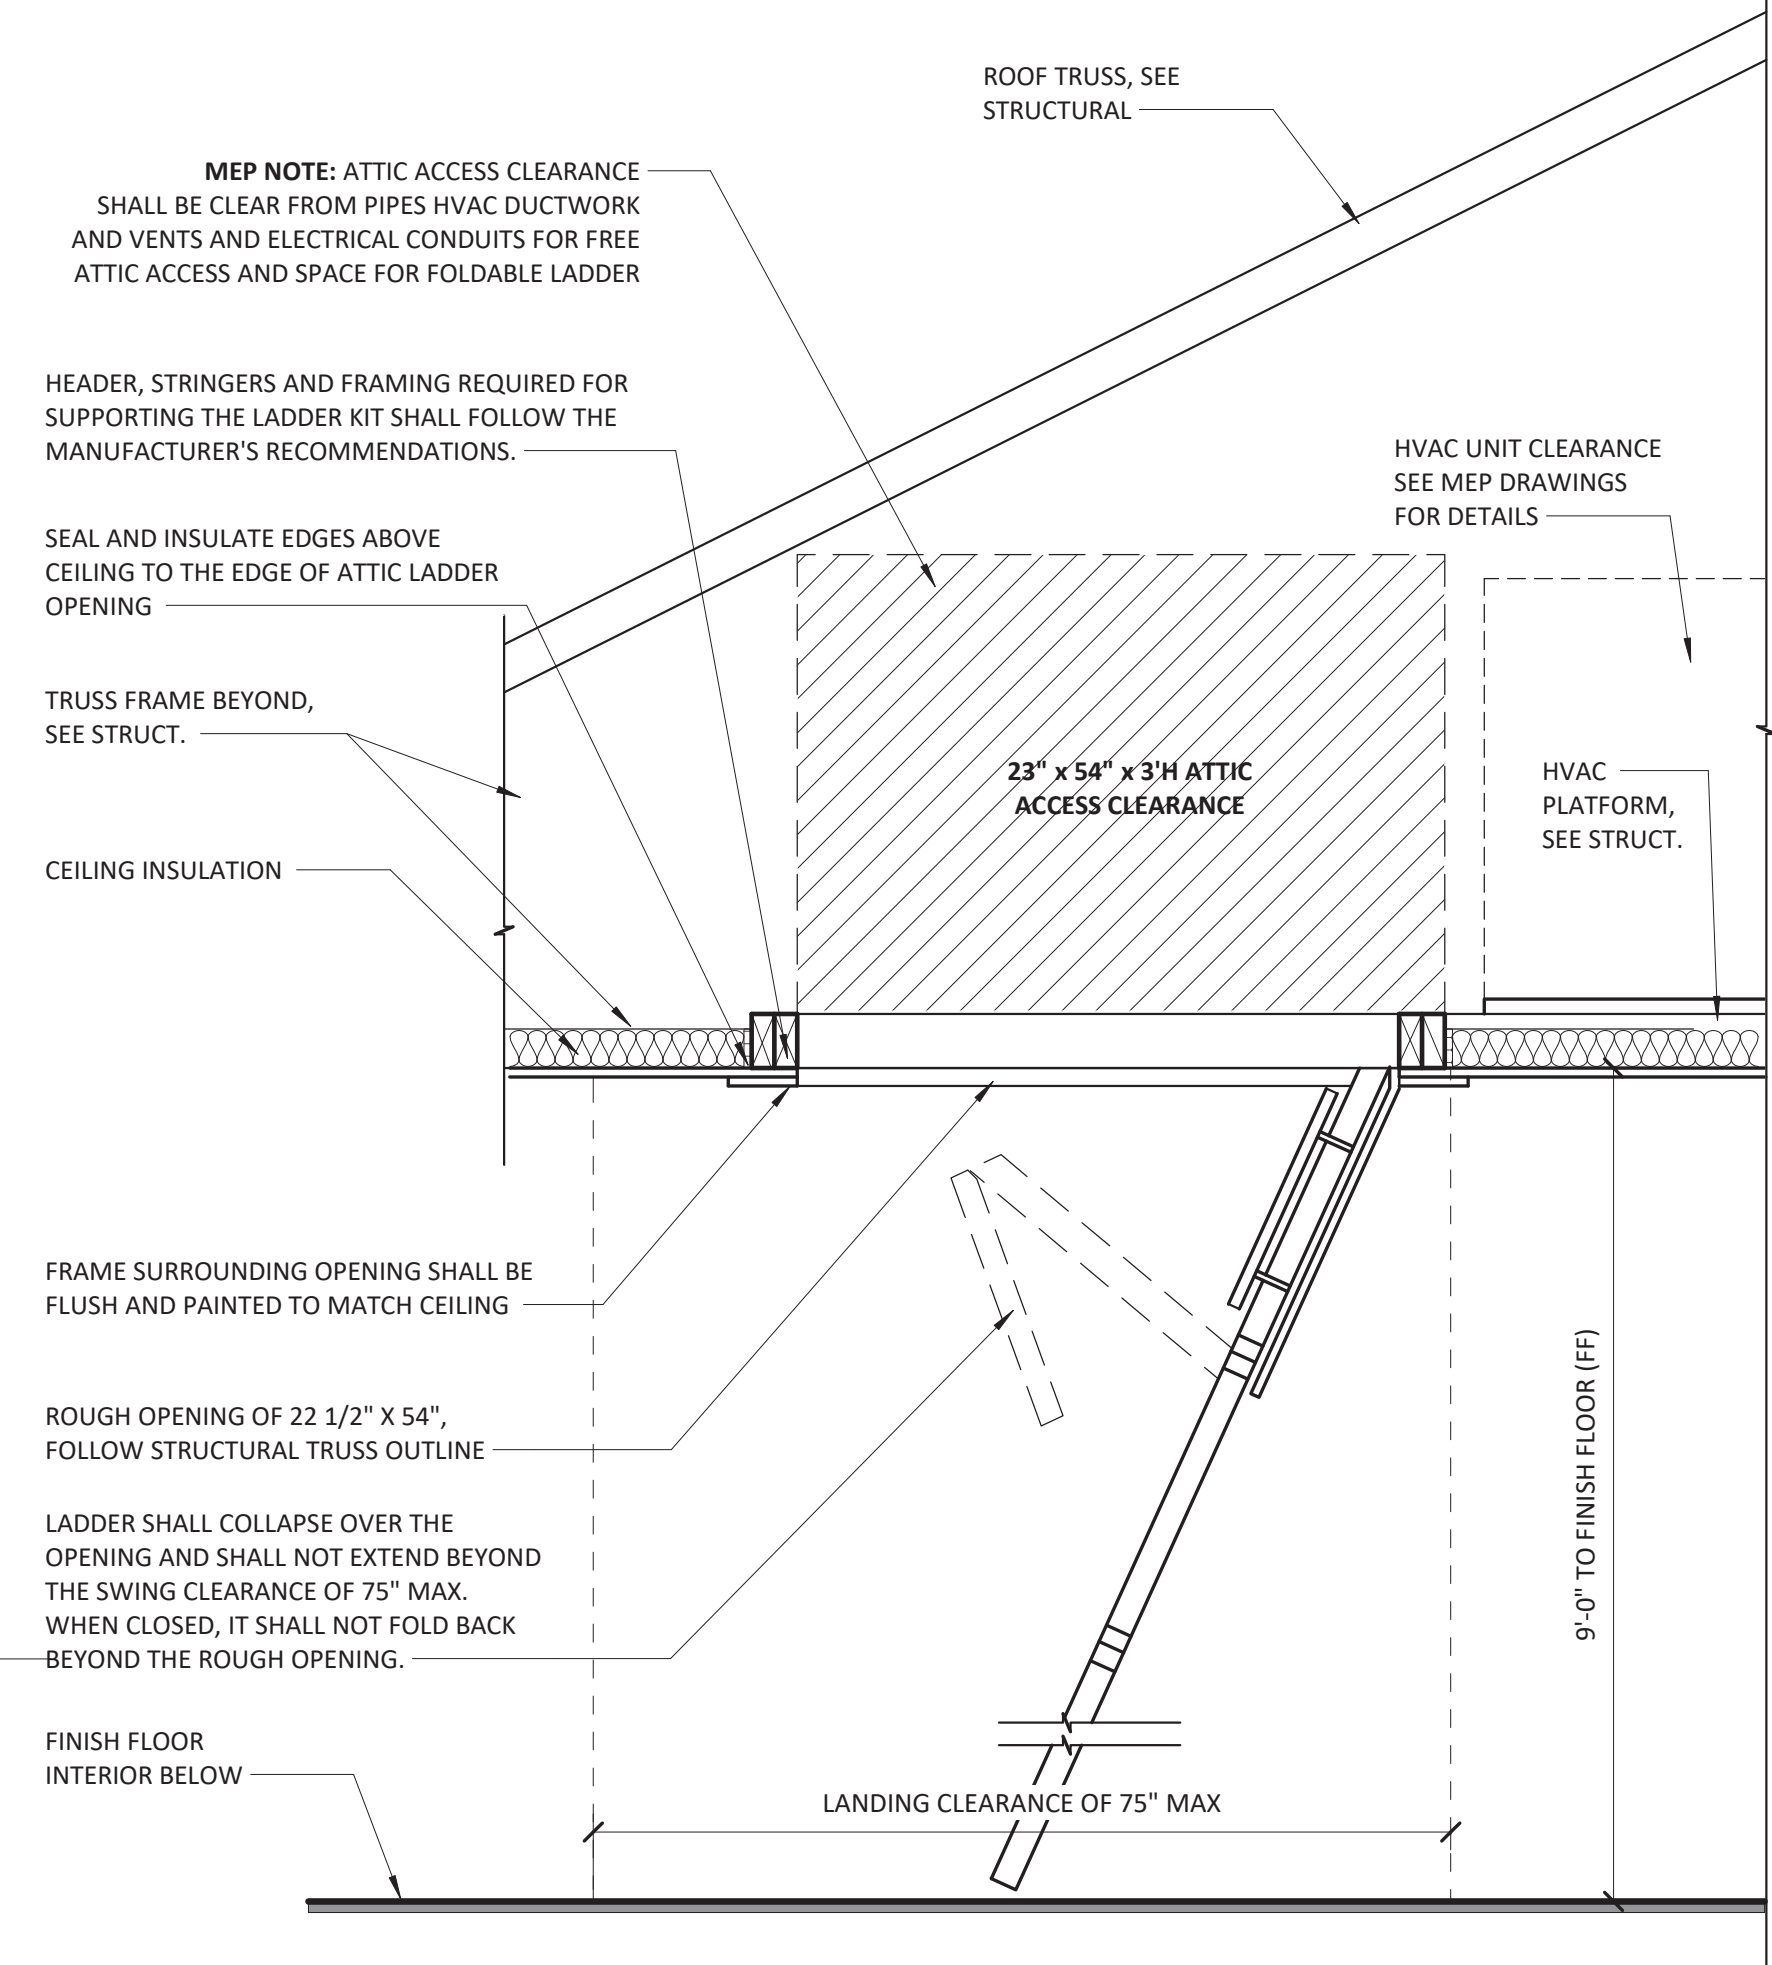 ROOF TRUSS, SEE
STRUCTURAL
MEP NOTE: ATTIC ACCESS CLEARANCE
SHALL BE CLEAR FROM PIPES HVAC DUCTWORK
AND VENTS AND ELECTRICAL CONDUITS FOR FREE
ATTIC ACCESS AND SPACE FOR FOLDABLE LADDER
HEADER, STRINGERS AND FRAMING REQUIRED FOR
SUPPORTING THE LADDER KIT SHALL FOLLOW THE
MANUFACTURER'S RECOMMENDATIONS.
HVAC UNIT CLEARANCE
SEE MEP DRAWINGS
FOR DETAILS
SEAL AND INSULATE EDGES ABOVE
CEILING TO THE EDGE OF ATTIC LADDER
OPENING
TRUSS FRAME BEYOND,
SEE STRUCT.
23" x 54" x 3'H ATTIC
ACCESS CLEARANCE
HVAC
PLATFORM,
SEE STRUCT.
CEILING INSULATION
FRAME SURROUNDING OPENING SHALL BE
FLUSH AND PAINTED TO MATCH CEILING
ROUGH OPENING OF 22 1/2" X 54",
FOLLOW STRUCTURAL TRUSS OUTLINE
9'-0" TO FINISH FLOOR (FF)
LADDER SHALL COLLAPSE OVER THE
OPENING AND SHALL NOT EXTEND BEYOND
THE SWING CLEARANCE OF 75" MAX.
WHEN CLOSED, IT SHALL NOT FOLD BACK
BEYOND THE ROUGH OPENING.
FINISH FLOOR
INTERIOR BELOW
LANDING CLEARANCE OF 75" MAX